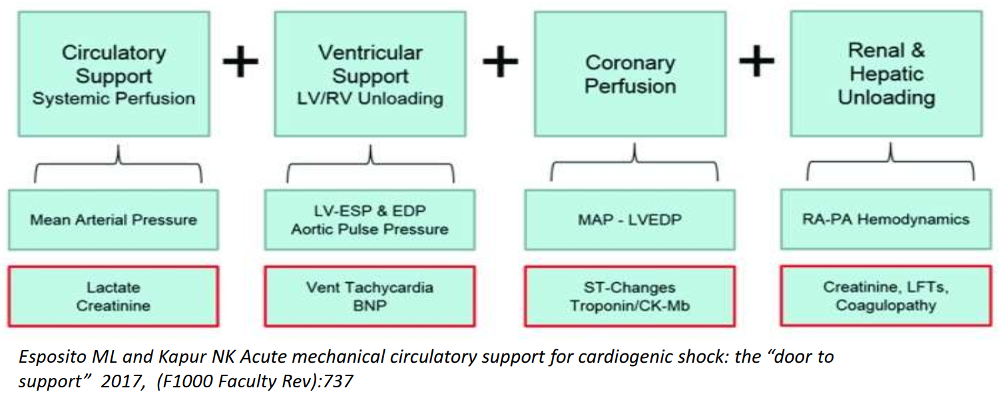 Circulatory
Support
Systemic Perfusion
+
Ventricular
Support
LV/RV Unloading
+
Coronary
Perfusion
+
Renal &
Hepatic
Unloading
Mean Arterial Pressure
LV-ESP & EDP
Aortic Pulse Pressure
MAP - LVEDP
RA-PA Hemodynamics
Lactate
Creatinine
Vent Tachycardia
BNP
ST-Changes
Troponin/CK-Mb
Creatinine, LFTs,
Coagulopathy
Esposito ML and Kapur NK Acute mechanical circulatory support for cardiogenic shock: the “door to
support” 2017, (F1000 Faculty Rev):737